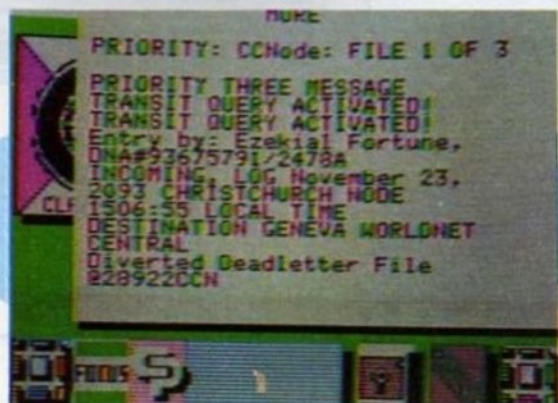 MORE
PRIORITY: CCNode: FILE 1 OF 3
PRIORITY THREE MESSAGE
TRANSIT QUERY ACTIVATED!
TRANSIT QUERY ACTIVATED!
Entry by: Ezekial Fortune,
DNA#93675791/2478A
INCOMING, LOG November 23,
2093 CHRISTCHURCH NODE
1506:55 LOCAL TIME
DESTINATION GENEVA WORLDNET
CENTRAL
Diverted Deadletter File
@28922CCN
SP